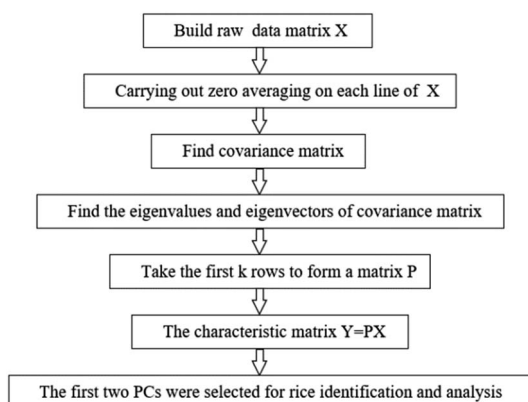 Build raw data matrix X
Carrying out zero averaging on each line of X
Find covariance matrix
Find the eigenvalues and eigenvectors of covariance matrix
Take the first k rows to form a matrix P
The characteristic matrix Y=PX
The first two PCs were selected for rice identification and analysis